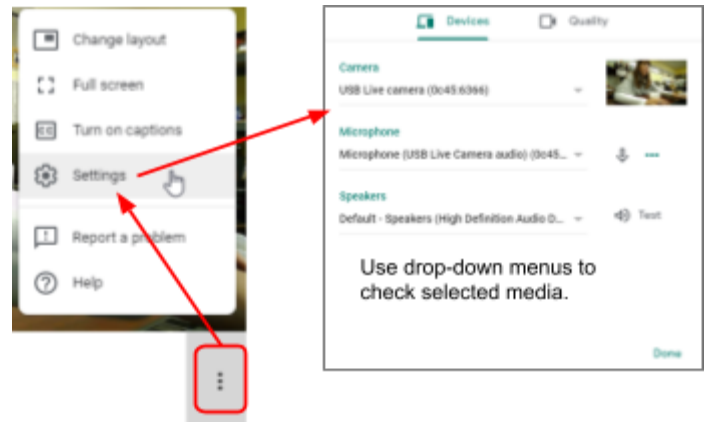 Change layout
Full screen
Turn on captions
Settings
Report a problem
Help
Devices
Quality
Camera
USB Live camera (0c45:6366)
Microphone
Microphone (USB Live Camera audio) (0c45...
Speakers
Default - Speakers (High Definition Audio D...
Test
Use drop-down menus to
check selected media.
Done